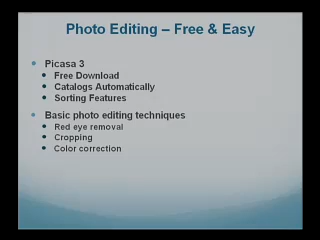 Photo Editing – Free & Easy
Picasa 3
Free Download
Catalogs Automatically
Sorting Features
Basic photo editing techniques
Red eye removal
Cropping
Color correction